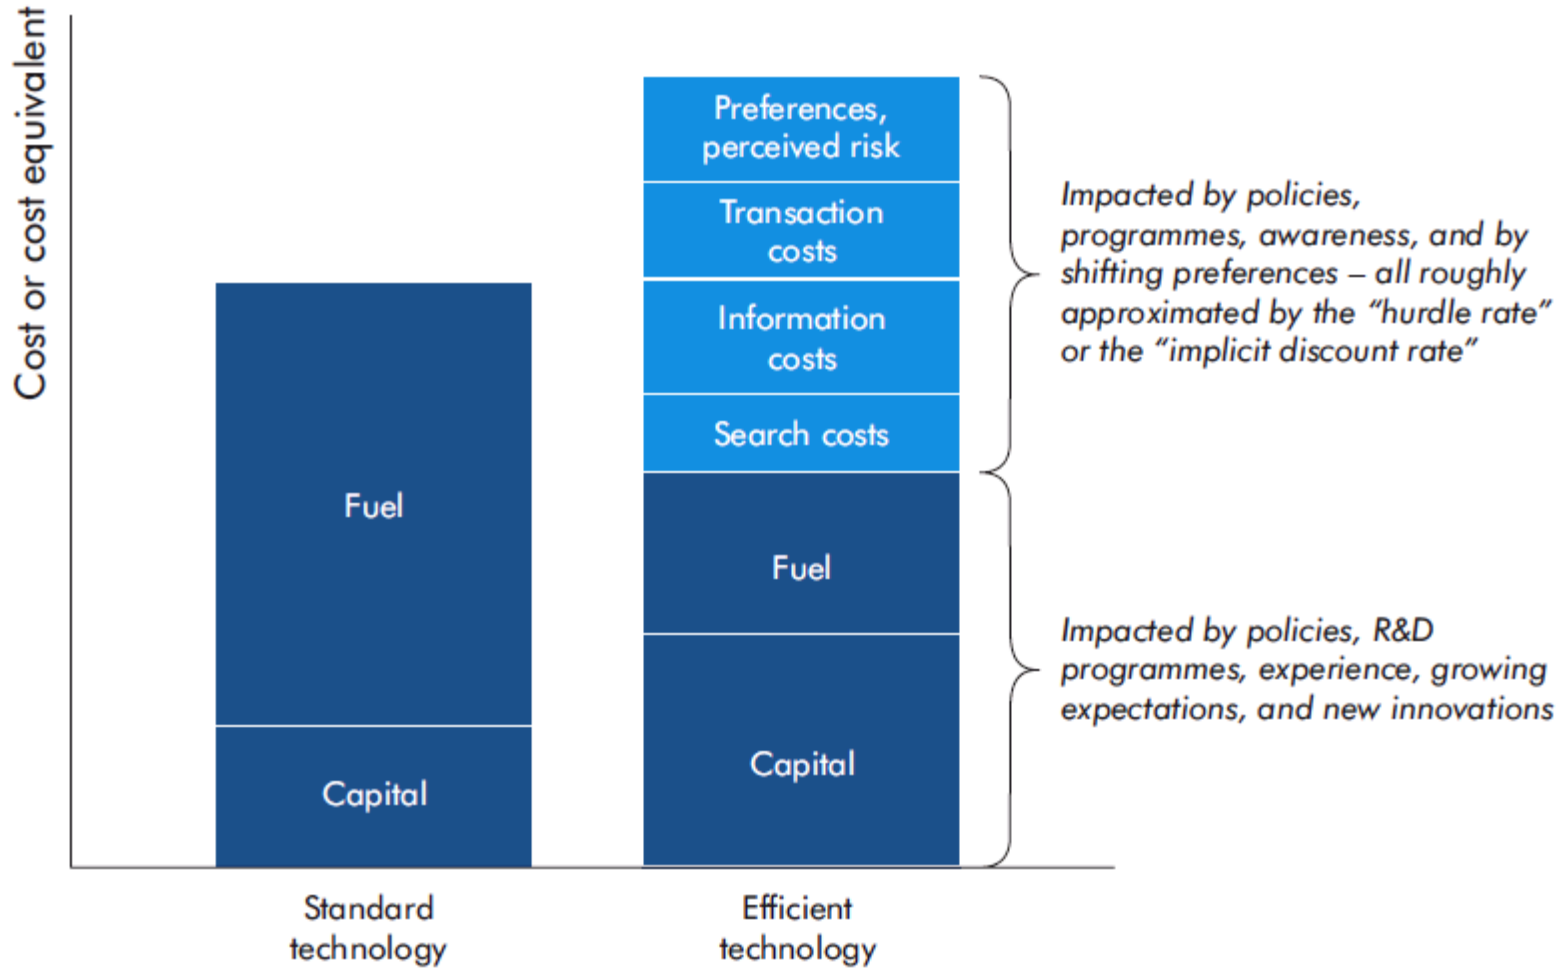 Cost or cost equivalent
Fuel
Capital
Standard
technology
Preferences,
perceived risk
Transaction
costs
Information
costs
Search costs
Fuel
Capital
Efficient
technology
Impacted by policies,
programmes, awareness, and by
shifting preferences – all roughly
approximated by the “hurdle rate”
or the “implicit discount rate”
Impacted by policies, R&D
programmes, experience, growing
expectations, and new innovations